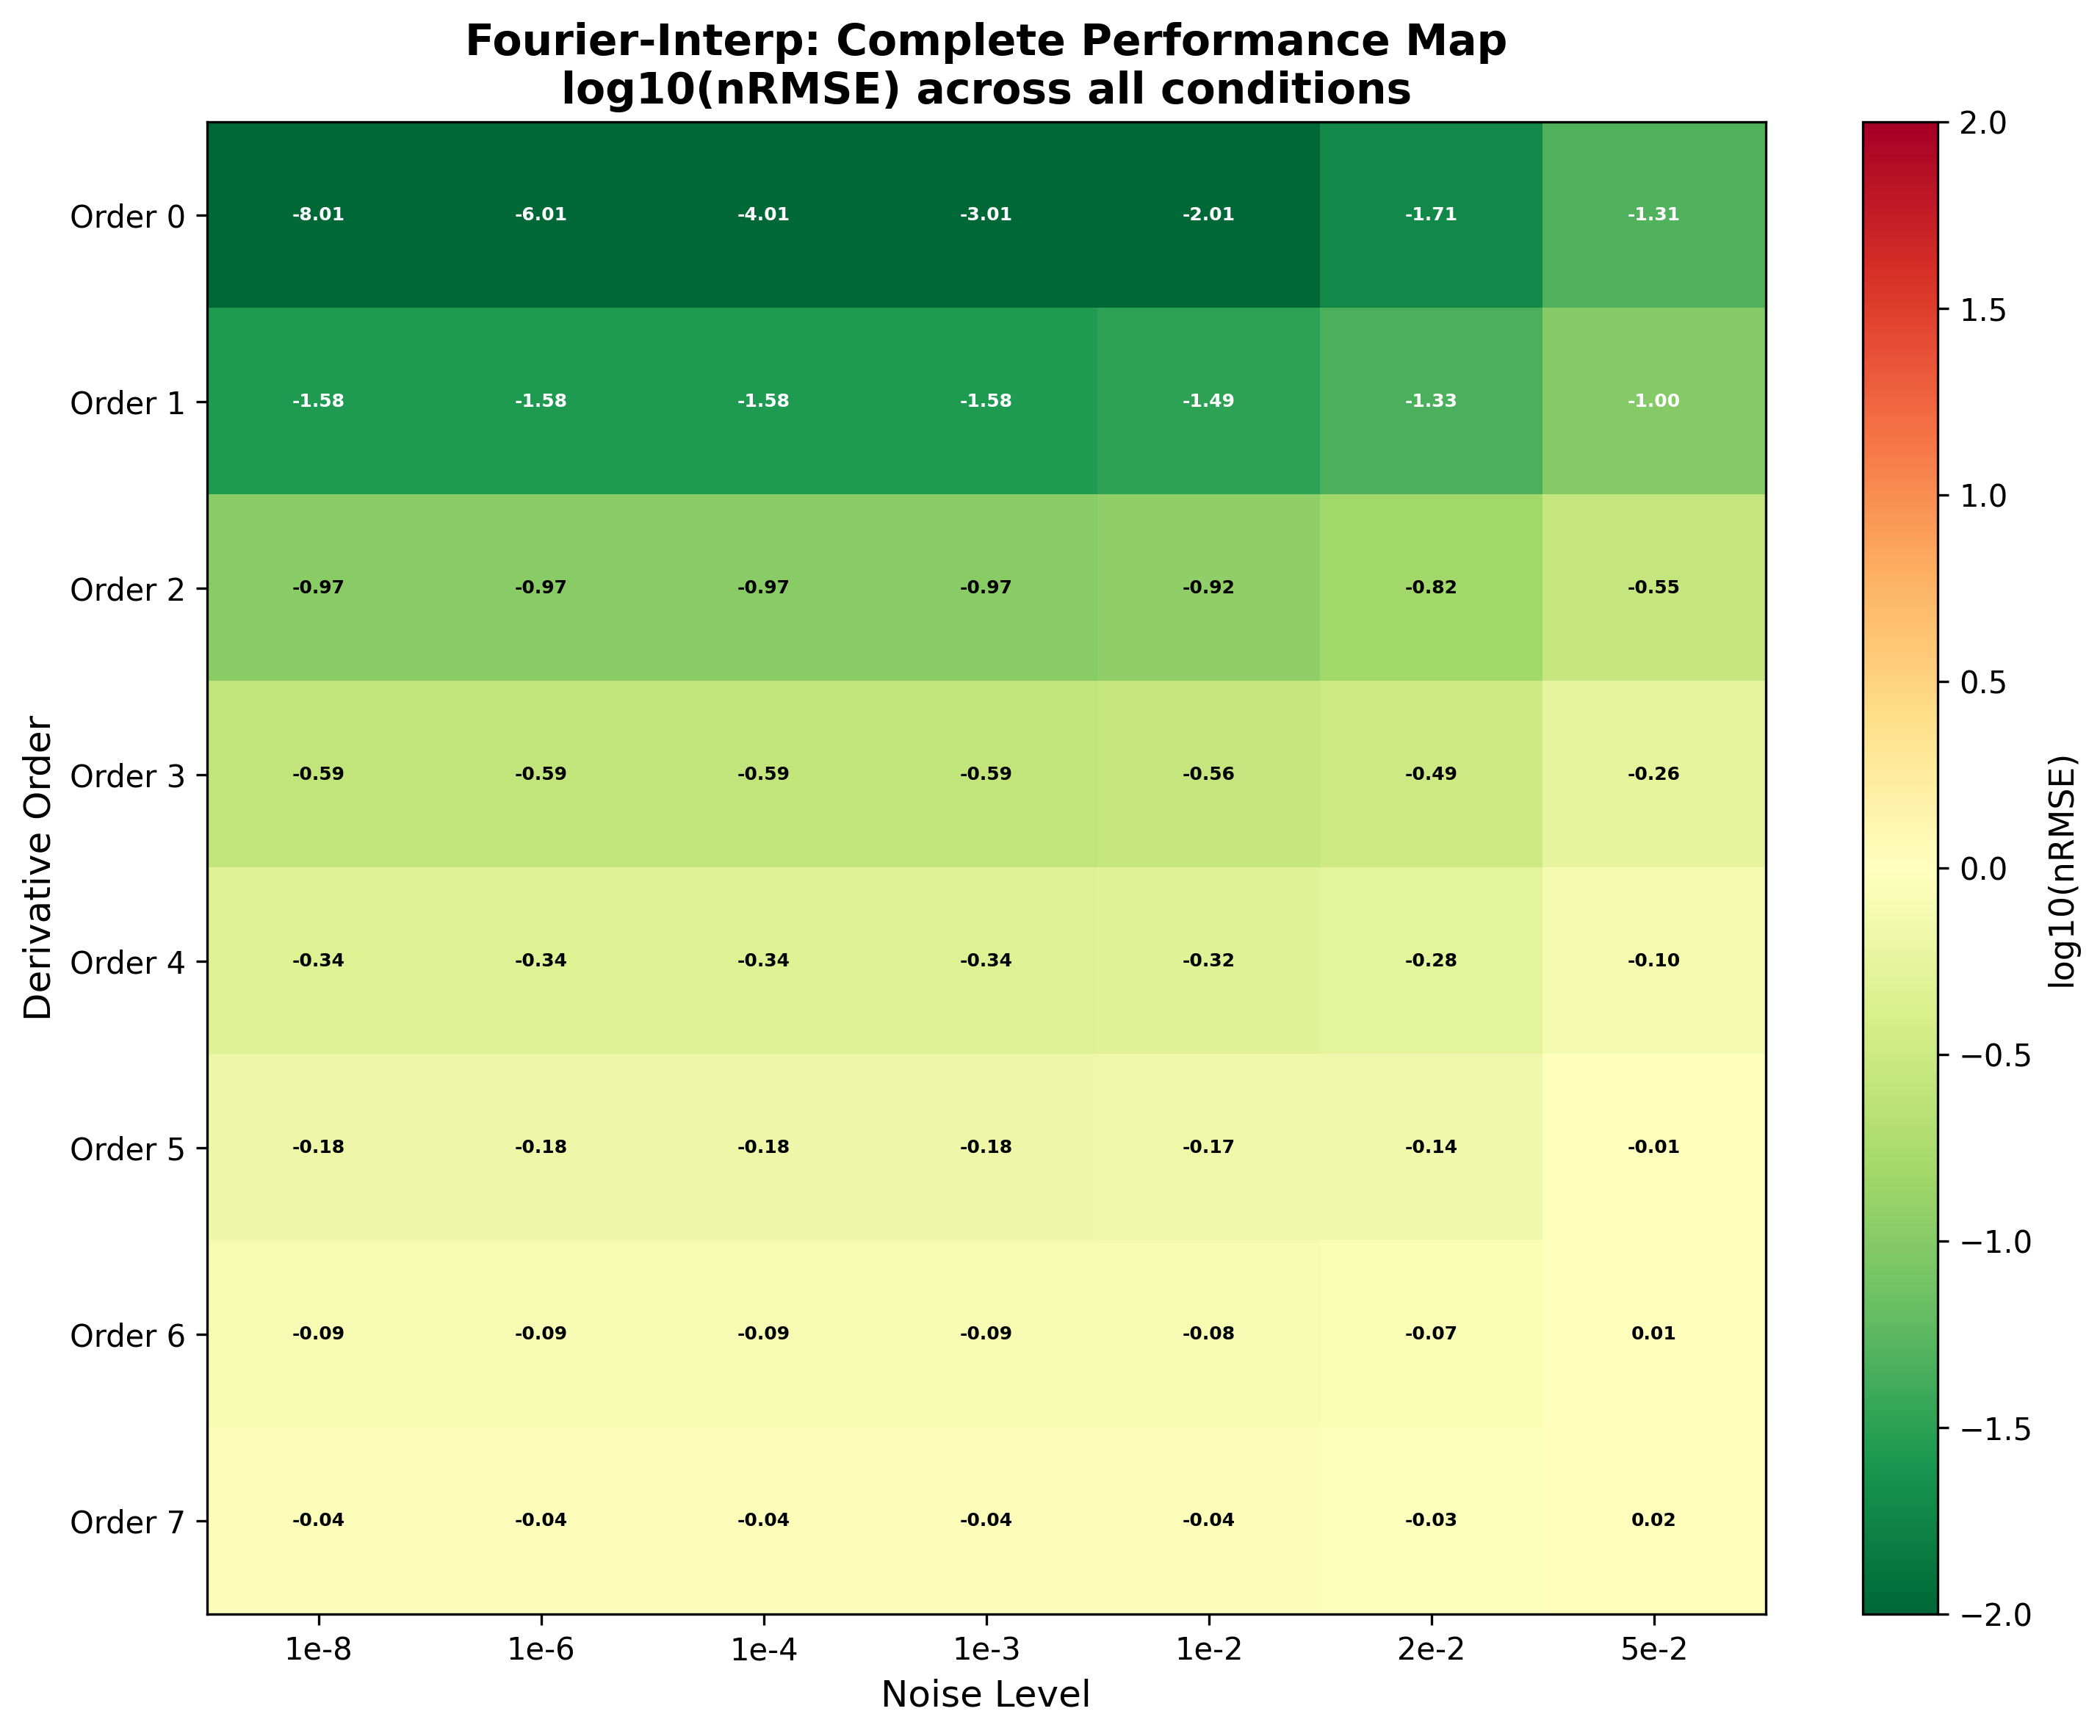 Fourier-Interp: Complete Performance Map
log10(nRMSE) across all conditions
Derivative Order
Order 0 -8.01 -6.01 -4.01 -3.01 -2.01 -1.71 -1.31
Order 1 -1.58 -1.58 -1.58 -1.58 -1.49 -1.33 -1.00
Order 2 -0.97 -0.97 -0.97 -0.97 -0.92 -0.82 -0.55
Order 3 -0.59 -0.59 -0.59 -0.59 -0.56 -0.49 -0.26
Order 4 -0.34 -0.34 -0.34 -0.34 -0.32 -0.28 -0.10
Order 5 -0.18 -0.18 -0.18 -0.18 -0.17 -0.14 -0.01
Order 6 -0.09 -0.09 -0.09 -0.09 -0.08 -0.07 0.01
Order 7 -0.04 -0.04 -0.04 -0.04 -0.04 -0.03 0.02
1e-8 1e-6 1e-4 1e-3 1e-2 2e-2 5e-2
Noise Level
2.0
1.5
1.0
0.5
0.0
−0.5
−1.0
−1.5
−2.0
log10(nRMSE)